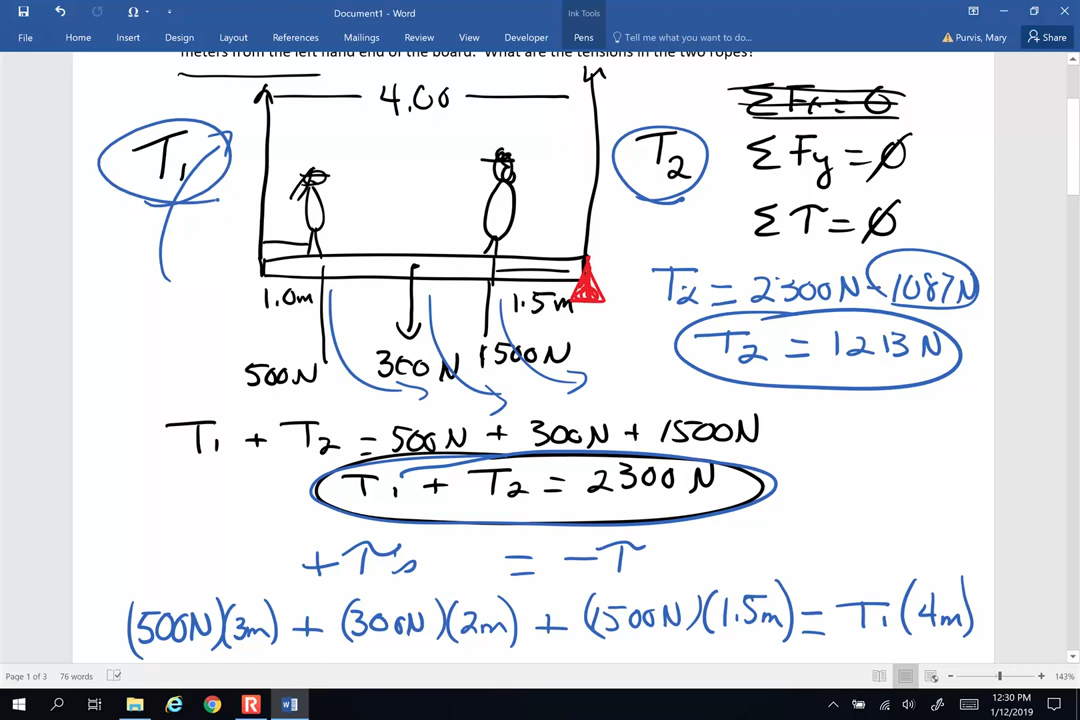 Document1 - Word
Ink Tools
File Home Insert Design Layout References Mailings Review View Developer Pens Tell me what you want to do... Purvis, Mary Share
meters from the left hand end of the board. What are the tensions in the two ropes?
4.00
ΣFx = 0
T1
T2
ΣFy = 0
Στ = 0
1.0m
1.5m
T2 = 2300N - 1087N
T2 = 1213N
500N
300N
1500N
T1 + T2 = 500N + 300N + 1500N
T1 + T2 = 2300 N
+τ's = -τ
(500N)(3m) + (300N)(2m) + (1500N)(1.5m) = T1(4m)
Page 1 of 3 76 words 143%
12:30 PM
1/12/2019